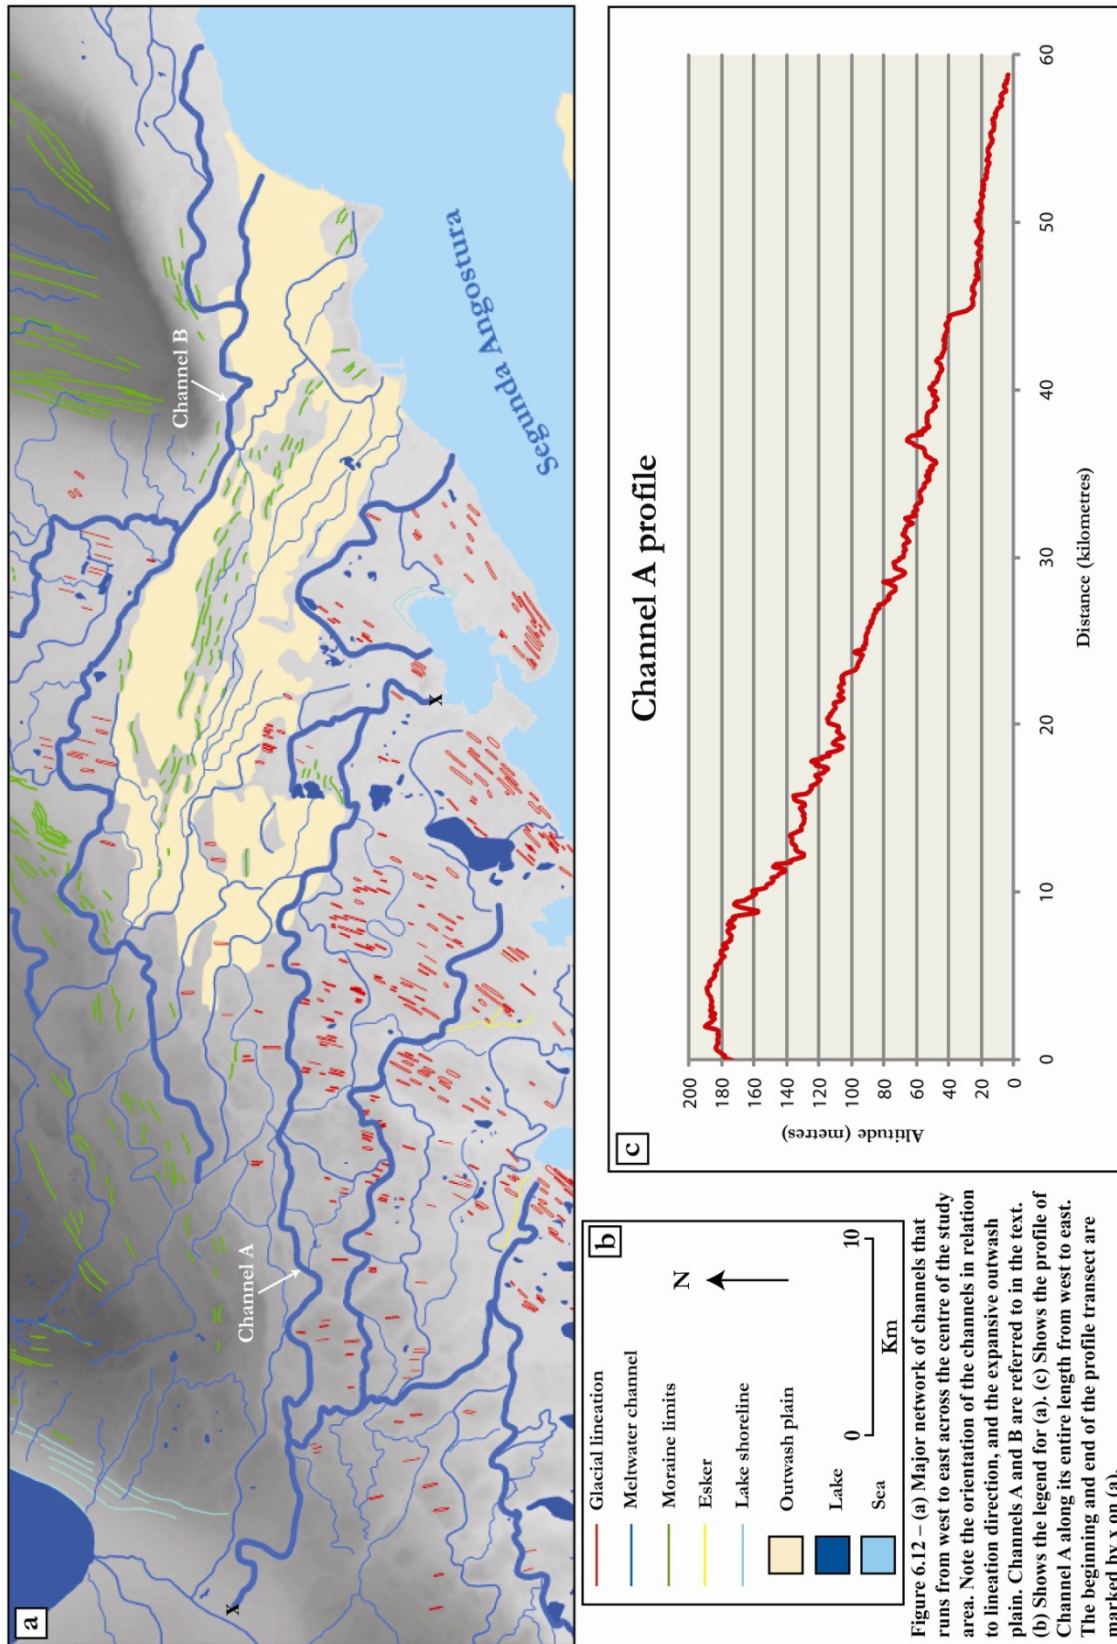 a
Channel A
Channel B
Segunda Angostura
x
x
b
Glacial lineation
Meltwater channel
Moraine limits
Esker
Lake shoreline
Outwash plain
Lake
Sea
N
0
10
Km
c
Channel A profile
Altitude (metres)
200
180
160
140
120
100
80
60
40
20
0
0
10
20
30
40
50
60
Distance (kilometres)
Figure 6.12 – (a) Major network of channels that
runs from west to east across the centre of the study
area. Note the orientation of the channels in relation
to lineation direction, and the expansive outwash
plain. Channels A and B are referred to in the text.
(b) Shows the legend for (a). (c) Shows the profile of
Channel A along its entire length from west to east.
The beginning and end of the profile transect are
marked by x on (a).